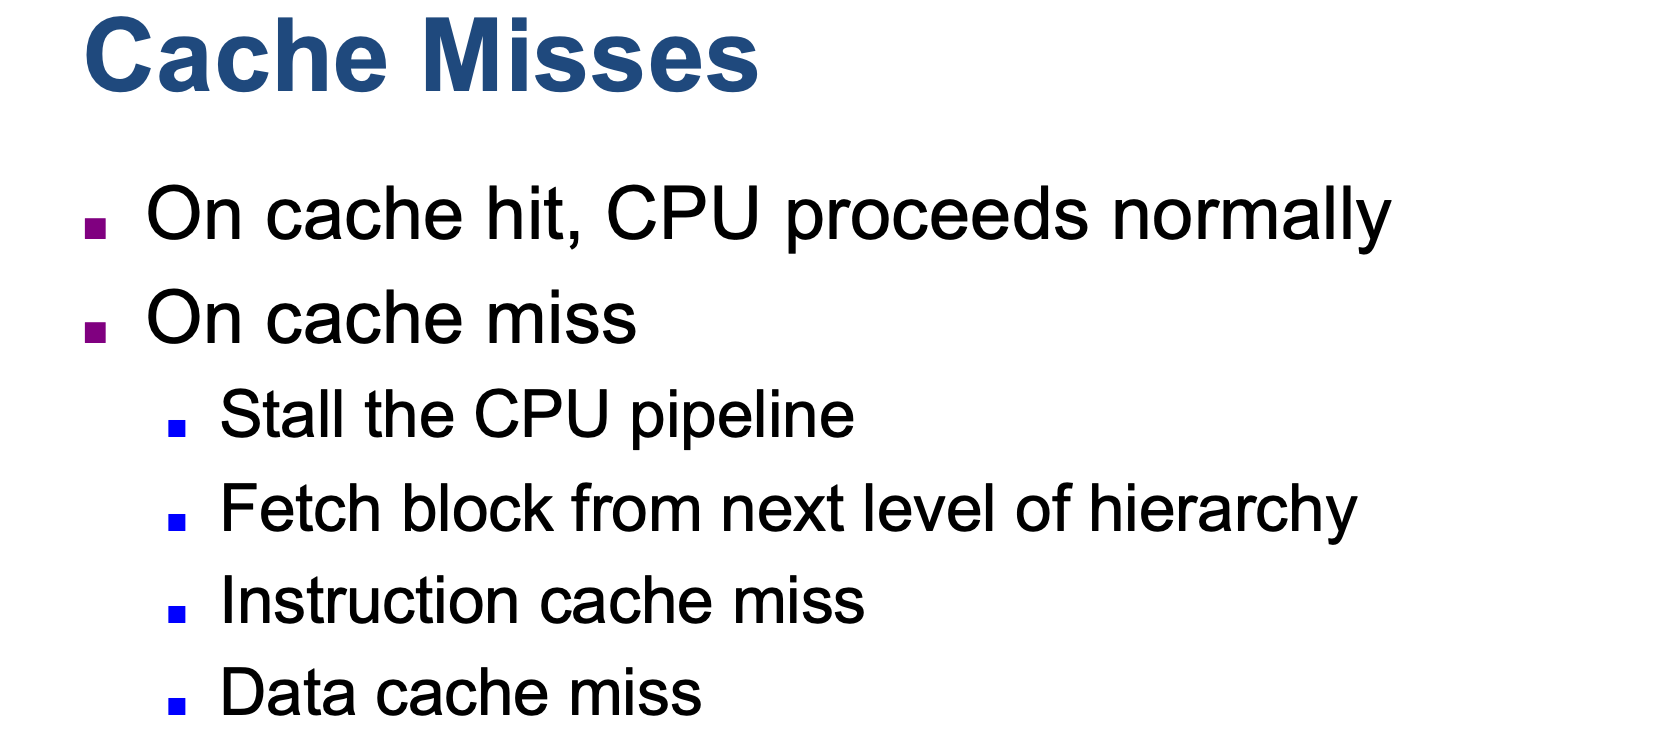 Cache Misses
On cache hit, CPU proceeds normally
On cache miss
Stall the CPU pipeline
Fetch block from next level of hierarchy
Instruction cache miss
Data cache miss